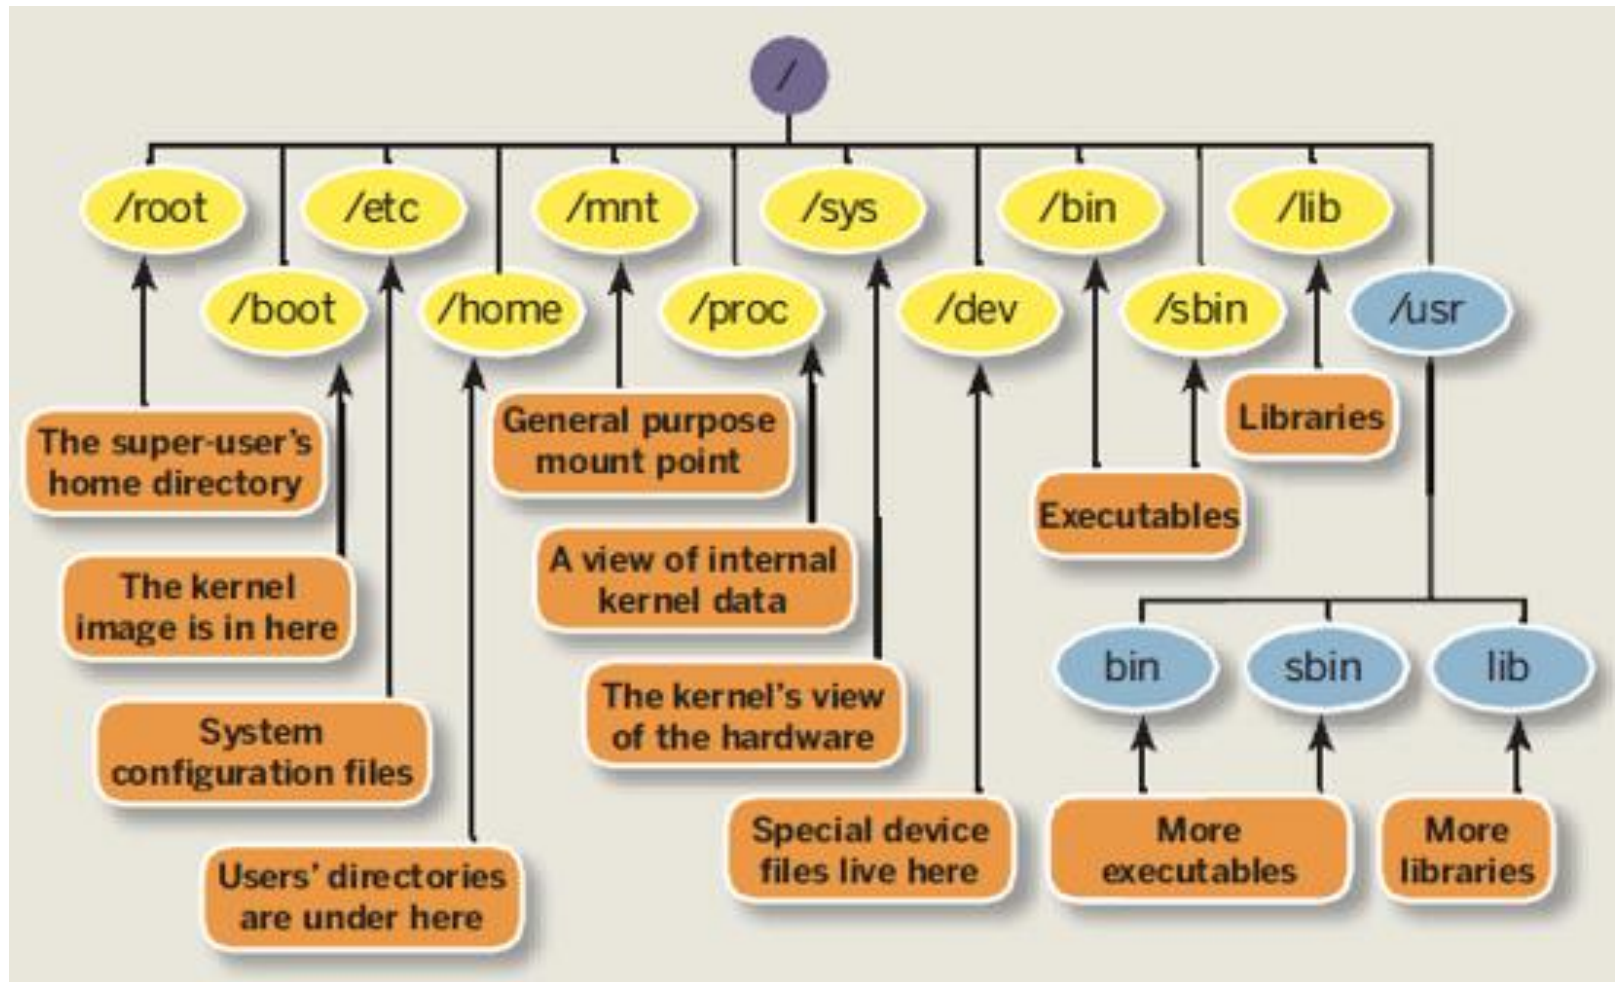 /
/root
/etc
/mnt
/sys
/bin
/lib
/boot
/home
/proc
/dev
/sbin
/usr
The super-user's
home directory
General purpose
mount point
Libraries
Executables
The kernel
image is in here
A view of internal
kernel data
bin
sbin
lib
System
configuration files
The kernel's view
of the hardware
Users' directories
are under here
Special device
files live here
More
executables
More
libraries